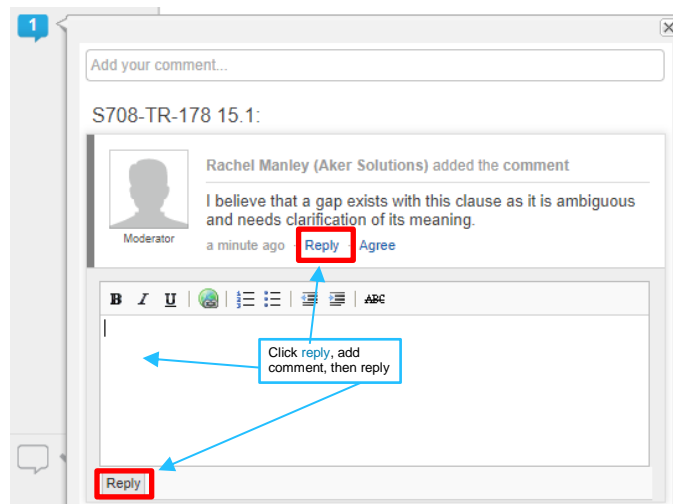 1
Add your comment...
S708-TR-178 15.1:
Rachel Manley (Aker Solutions) added the comment
I believe that a gap exists with this clause as it is ambiguous
and needs clarification of its meaning.
Moderator
a minute ago · Reply · Agree
B I U ABC
Click reply, add
comment, then reply
Reply